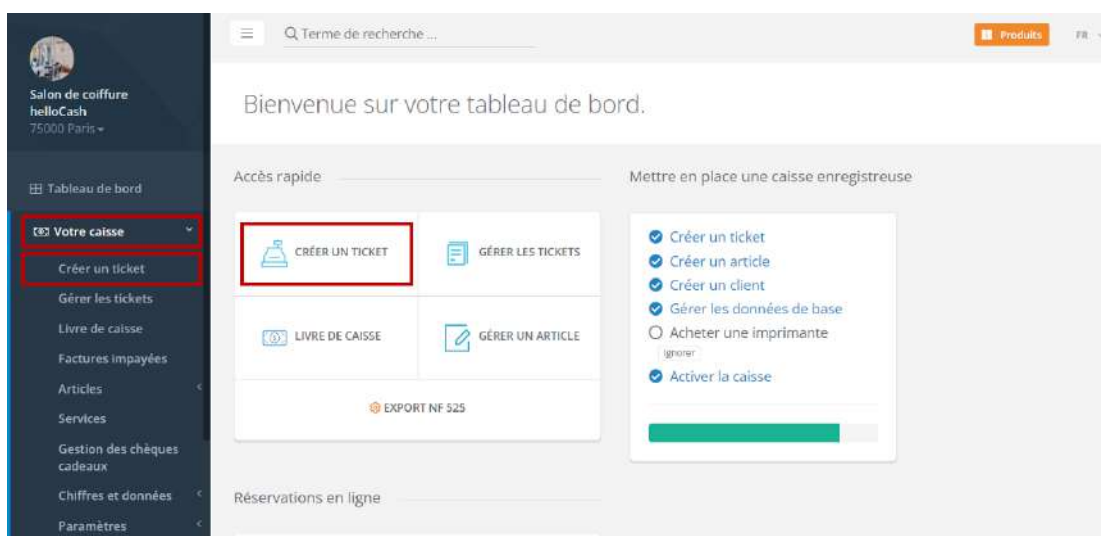 Terme de recherche ...
Produits
FR
Salon de coiffure
helloCash
75000 Paris
Bienvenue sur votre tableau de bord.
Tableau de bord
Votre caisse
Créer un ticket
Gérer les tickets
Livre de caisse
Factures impayées
Articles
Services
Gestion des chèques
cadeaux
Chiffres et données
Paramètres
Accès rapide
CRÉER UN TICKET
GÉRER LES TICKETS
LIVRE DE CAISSE
GÉRER UN ARTICLE
EXPORT NF 525
Réservations en ligne
Mettre en place une caisse enregistreuse
Créer un ticket
Créer un article
Créer un client
Gérer les données de base
Acheter une imprimante
Ignorer
Activer la caisse